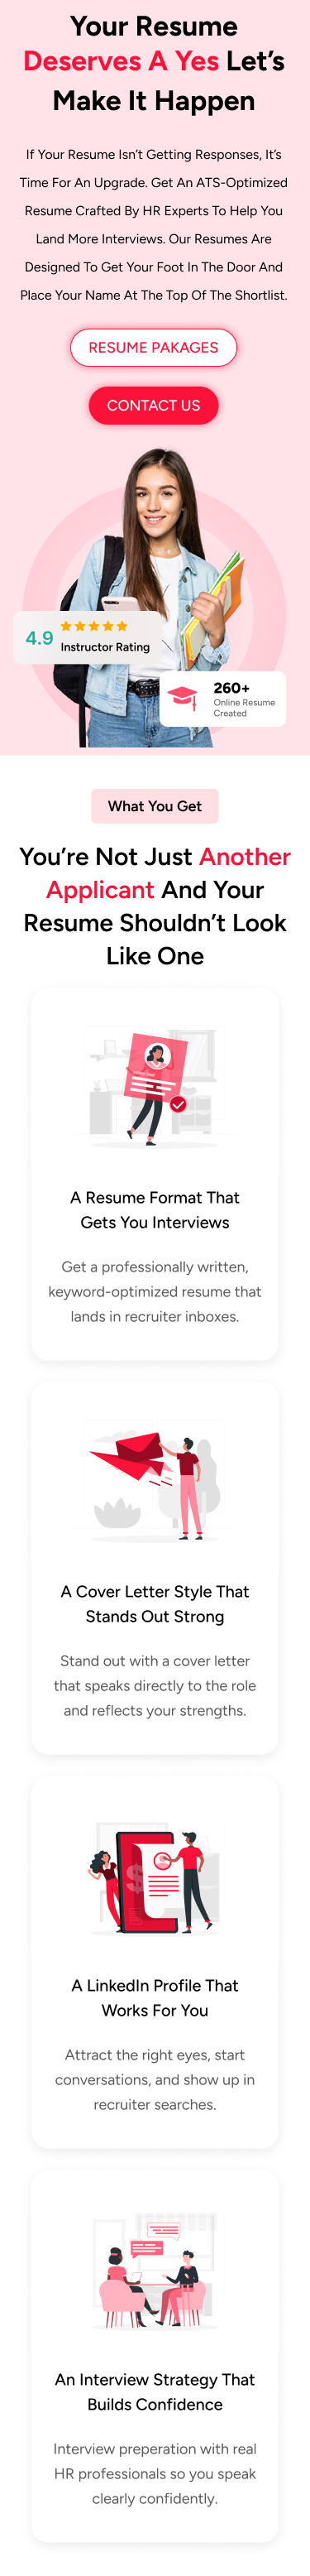 Your Resume
Deserves A Yes Let's
Make It Happen
If Your Resume Isn't Getting Responses, It's
Time For An Upgrade. Get An ATS-Optimized
Resume Crafted By HR Experts To Help You
Land More Interviews. Our Resumes Are
Designed To Get Your Foot In The Door And
Place Your Name At The Top Of The Shortlist.
RESUME PAKAGES
CONTACT US
4.9
Instructor Rating
260+
Online Resume
Created
What You Get
You're Not Just Another
Applicant And Your
Resume Shouldn't Look
Like One
A Resume Format That
Gets You Interviews
Get a professionally written,
keyword-optimized resume that
lands in recruiter inboxes.
A Cover Letter Style That
Stands Out Strong
Stand out with a cover letter
that speaks directly to the role
and reflects your strengths.
$
A LinkedIn Profile That
Works For You
Attract the right eyes, start
conversations, and show up in
recruiter searches.
An Interview Strategy That
Builds Confidence
Interview preperation with real
HR professionals so you speak
clearly confidently.